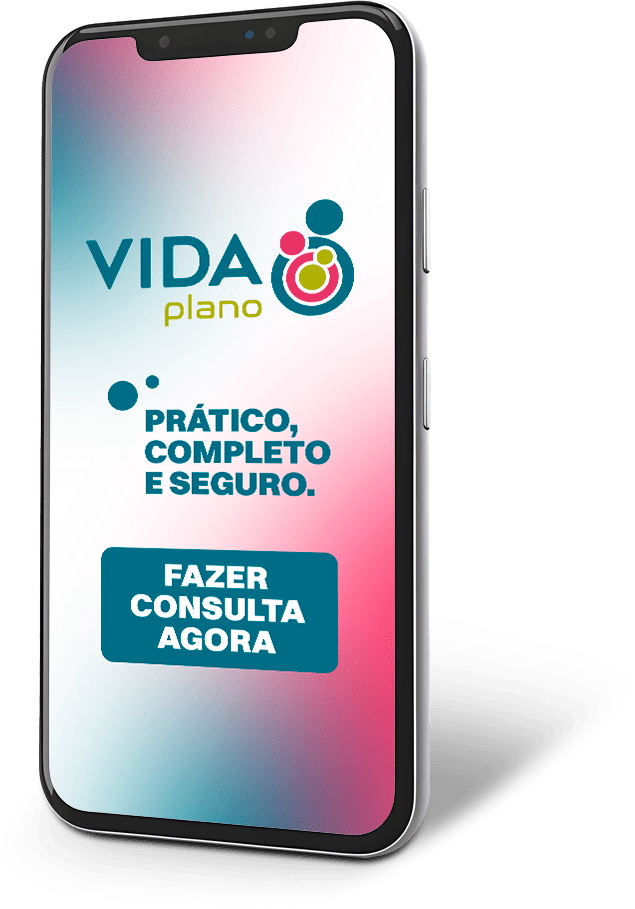 VIDA
plano
PRÁTICO,
COMPLETO
E SEGURO.
FAZER
CONSULTA
AGORA